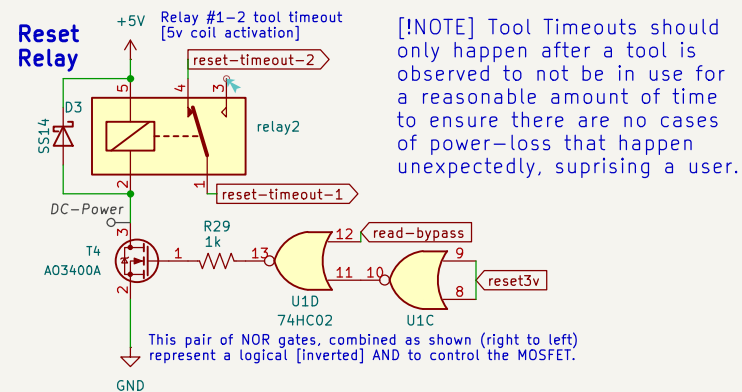 Reset
Relay
+5V
Relay #1-2 tool timeout
[5v coil activation]
reset-timeout-2
[!NOTE] Tool Timeouts should
only happen after a tool is
observed to not be in use for
a reasonable amount of time
to ensure there are no cases
of power-loss that happen
unexpectedly, suprising a user.
5
4
3
D3
SS14
relay2
2
1
reset-timeout-1
DC-Power
3
T4
AO3400A
1
2
R29
1k
13
12
read-bypass
11
10
9
8
reset3v
U1D
74HC02
U1C
This pair of NOR gates, combined as shown (right to left)
represent a logical [inverted] AND to control the MOSFET.
GND